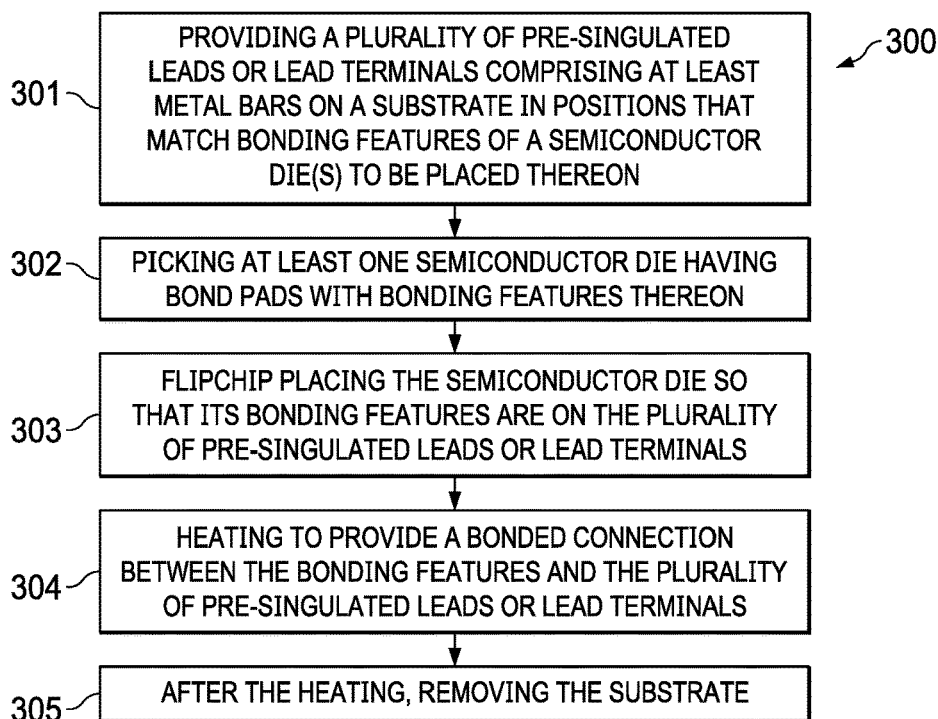 300
301
PROVIDING A PLURALITY OF PRE-SINGULATED
LEADS OR LEAD TERMINALS COMPRISING AT LEAST
METAL BARS ON A SUBSTRATE IN POSITIONS THAT
MATCH BONDING FEATURES OF A SEMICONDUCTOR
DIE(S) TO BE PLACED THEREON
302
PICKING AT LEAST ONE SEMICONDUCTOR DIE HAVING
BOND PADS WITH BONDING FEATURES THEREON
303
FLIPCHIP PLACING THE SEMICONDUCTOR DIE SO
THAT ITS BONDING FEATURES ARE ON THE PLURALITY
OF PRE-SINGULATED LEADS OR LEAD TERMINALS
304
HEATING TO PROVIDE A BONDED CONNECTION
BETWEEN THE BONDING FEATURES AND THE PLURALITY
OF PRE-SINGULATED LEADS OR LEAD TERMINALS
305
AFTER THE HEATING, REMOVING THE SUBSTRATE